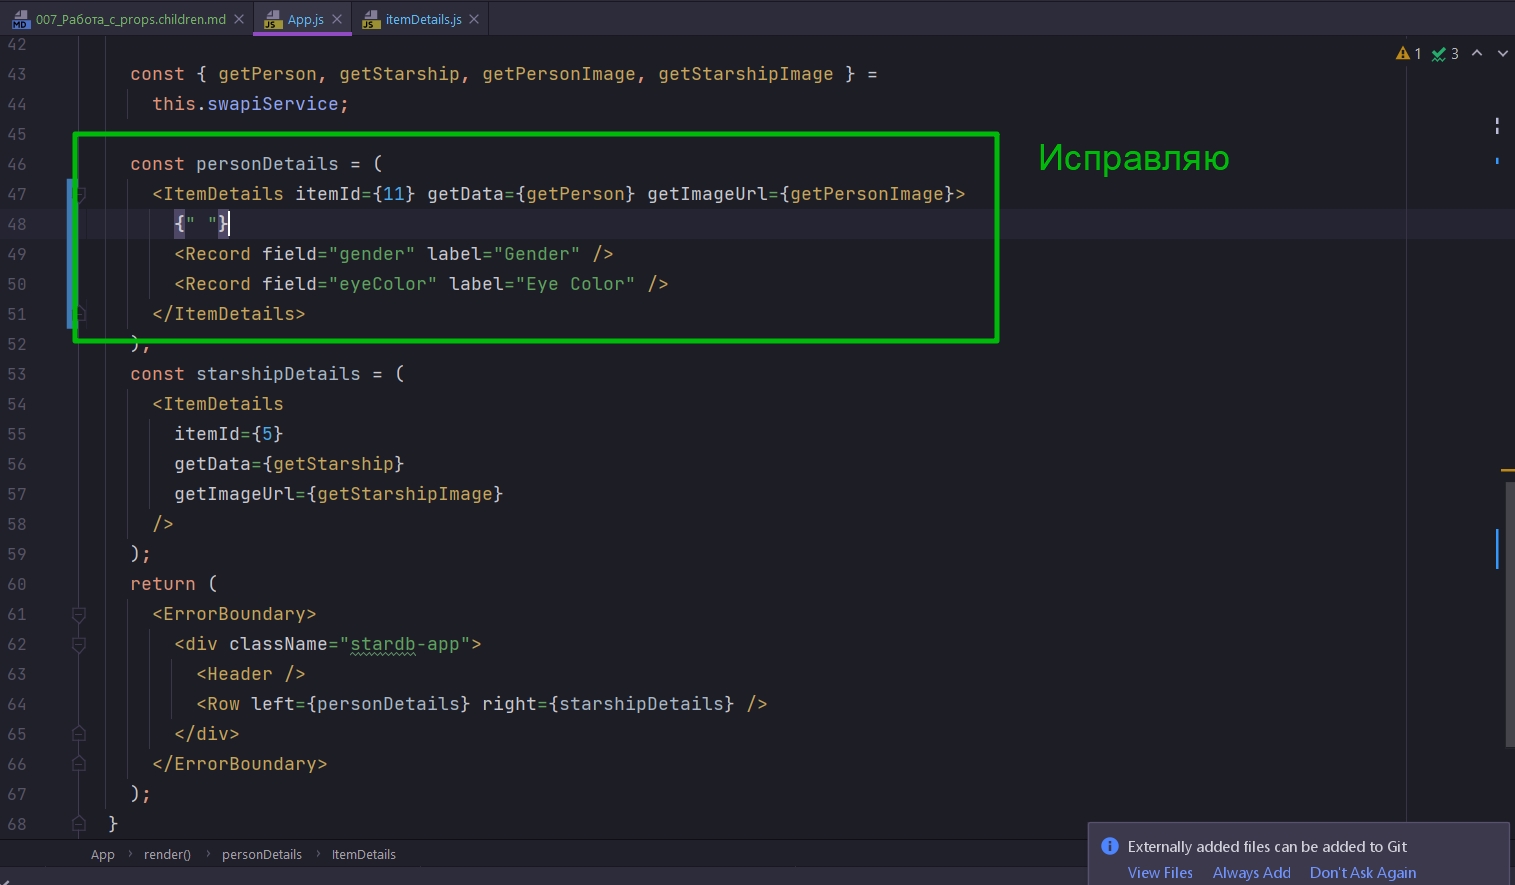 007_Работа_с_props.children.md
App.js
itemDetails.js
1 3
42
43 const { getPerson, getStarship, getPersonImage, getStarshipImage } =
44 this.swapiService;
45
46 const personDetails = (
47 <ItemDetails itemId={11} getData={getPerson} getImageUrl={getPersonImage}>
48 {" "}
49 <Record field="gender" label="Gender" />
50 <Record field="eyeColor" label="Eye Color" />
51 </ItemDetails>
52 );
53 const starshipDetails = (
54 <ItemDetails
55 itemId={5}
56 getData={getStarship}
57 getImageUrl={getStarshipImage}
58 />
59 );
60 return (
61 <ErrorBoundary>
62 <div className="stardb-app">
63 <Header />
64 <Row left={personDetails} right={starshipDetails} />
65 </div>
66 </ErrorBoundary>
67 );
68 }
Исправляю
App › render() › personDetails › ItemDetails
Externally added files can be added to Git
View Files Always Add Don't Ask Again